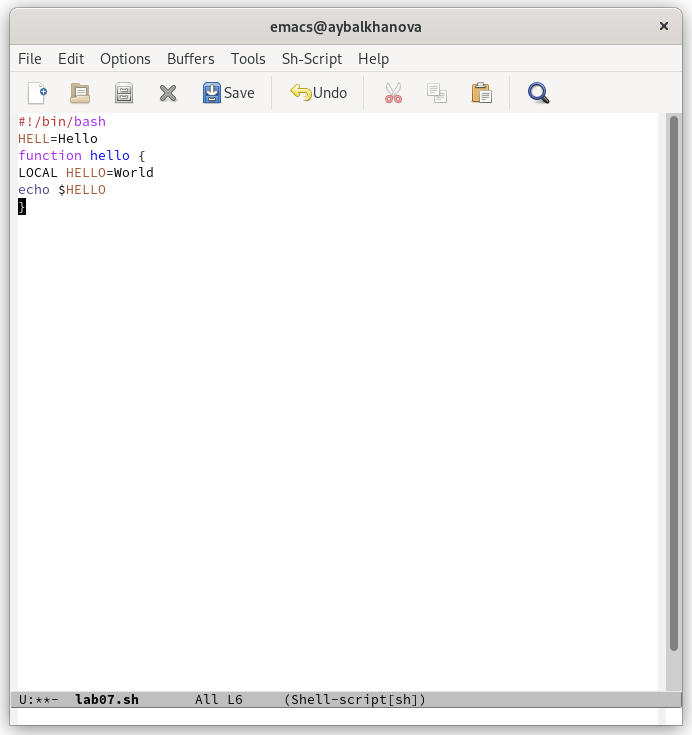 emacs@aybalkhanova ×
File Edit Options Buffers Tools Sh-Script Help
Save Undo
#!/bin/bash
HELL=Hello
function hello {
LOCAL HELLO=World
echo $HELLO
}
U:**- lab07.sh All L6 (Shell-script[sh])